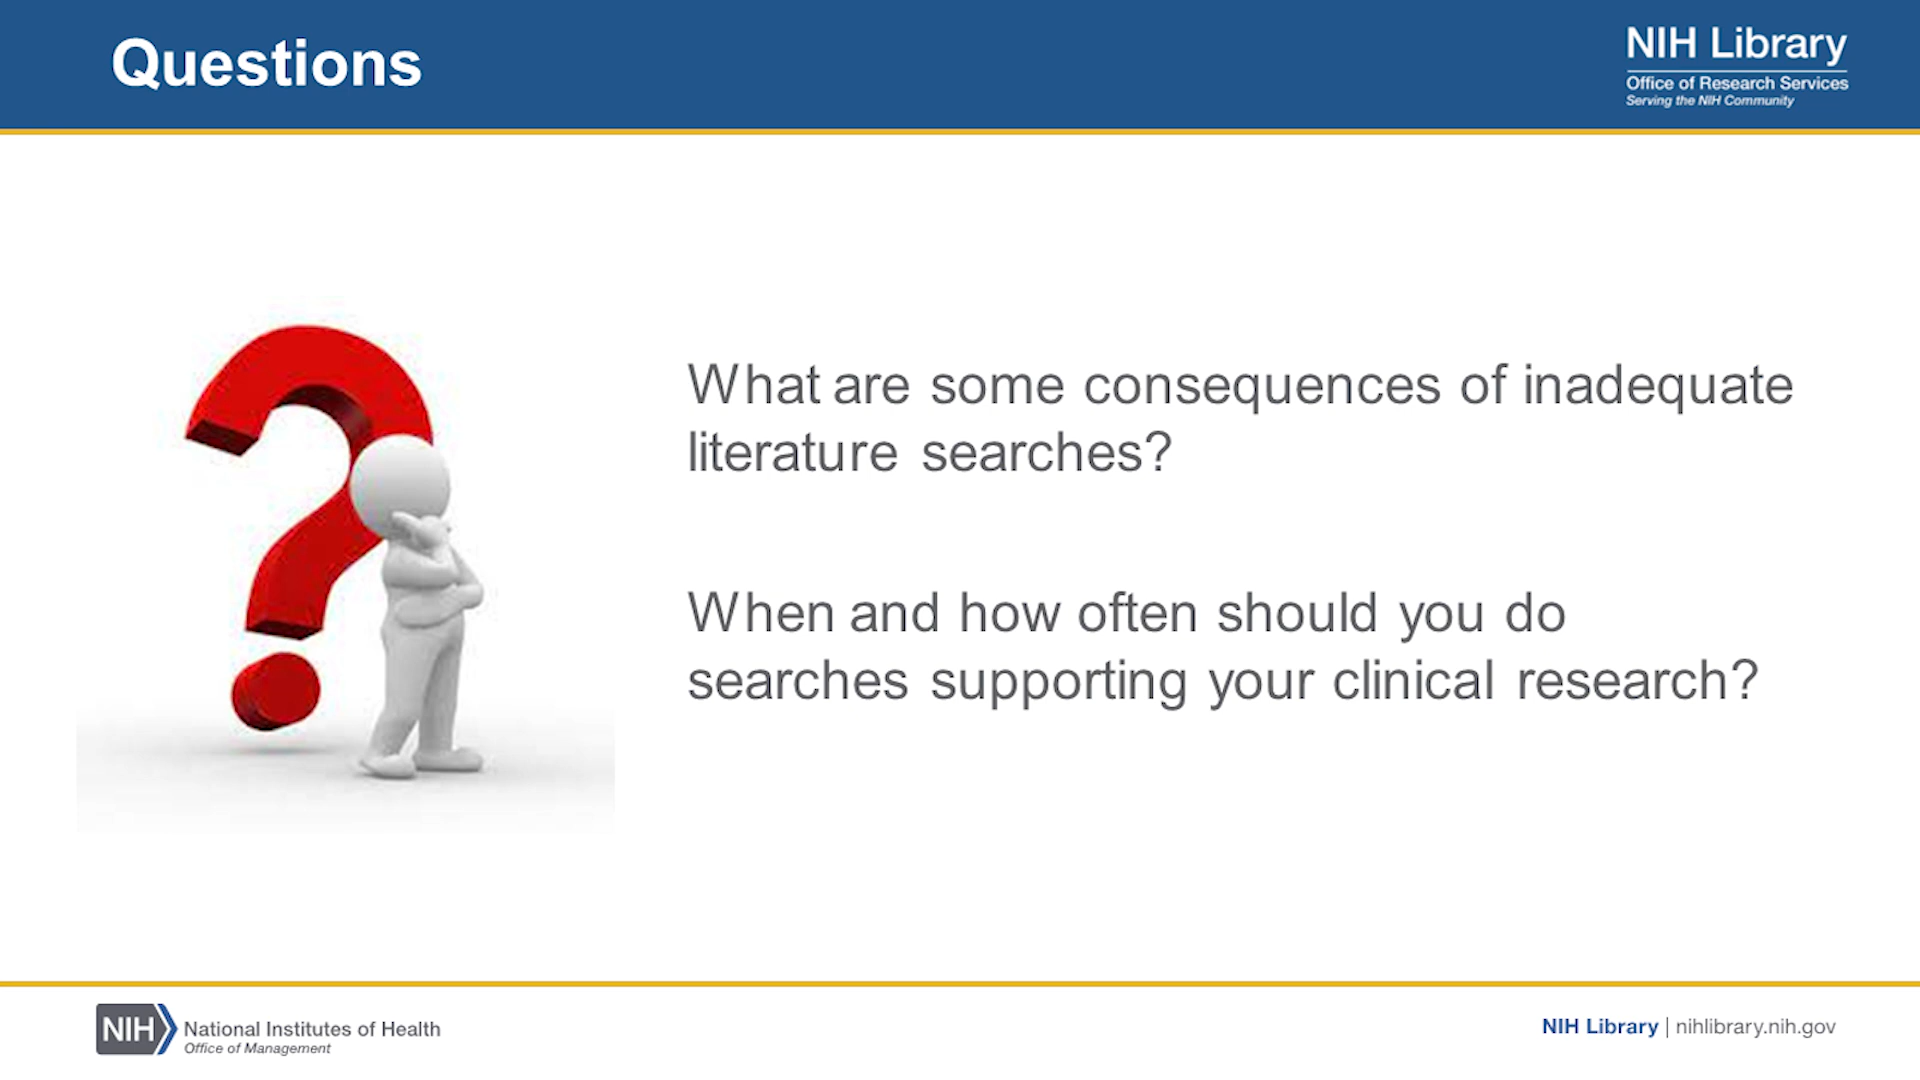 Questions
NIH Library
Office of Research Services
Serving the NIH Community
What are some consequences of inadequate
literature searches?
When and how often should you do
searches supporting your clinical research?
NIH
National Institutes of Health
Office of Management
NIH Library | nihlibrary.nih.gov